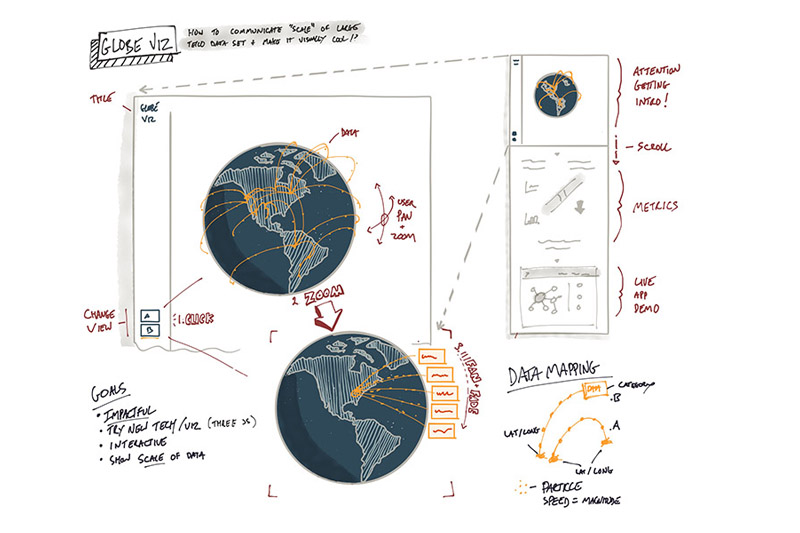 GLOBE VIZ
HOW TO COMMUNICATE "SCALE" OF LARGE
TELCO DATA SET + MAKE IT VISUALLY COOL!?
TITLE
GLOBE
VIZ
DATA
USER
PAN
+
ZOOM
CHANGE
VIEW
A
B
1. CLICK
2. ZOOM
3. FAN +
ATTENTION
GETTING
INTRO!
SCROLL
METRICS
LIVE
APP
DEMO
GOALS
• IMPACTFUL
• TRY NEW TECH/VIZ (THREE JS)
• INTERACTIVE
• SHOW SCALE OF DATA
DATA MAPPING
DATA
CATEGORY
B
A
LAT/LONG
LAT/LONG
- PARTICLE
SPEED = MAGNITUDE